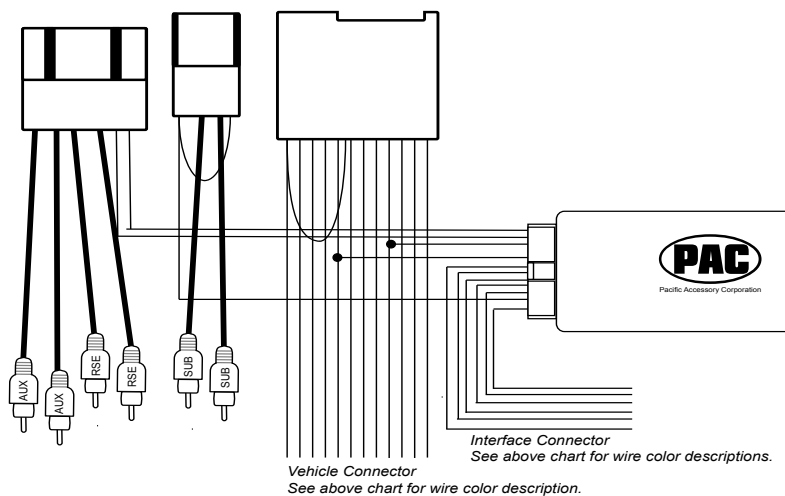 PAC
Pacific Accessory Corporation
AUX
AUX
RSE
RSE
SUB
SUB
Interface Connector
See above chart for wire color descriptions.
Vehicle Connector
See above chart for wire color description.